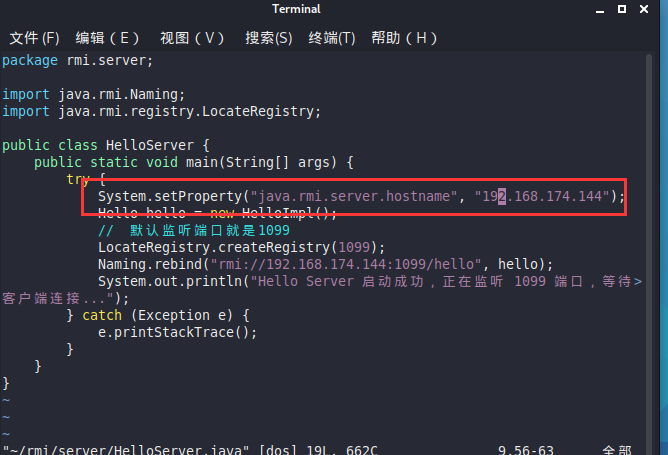 Terminal
文件(F) 编辑（E） 视图（V） 搜索(S) 终端(T) 帮助（H）
package rmi.server;
import java.rmi.Naming;
import java.rmi.registry.LocateRegistry;
public class HelloServer {
public static void main(String[] args) {
try {
System.setProperty("java.rmi.server.hostname", "192.168.174.144");
Hello hello = new HelloImpl();
// 默认监听端口就是1099
LocateRegistry.createRegistry(1099);
Naming.rebind("rmi://192.168.174.144:1099/hello", hello);
System.out.println("Hello Server 启动成功，正在监听 1099 端口，等待>
客户端连接...");
} catch (Exception e) {
e.printStackTrace();
}
}
}
~
~
~
"~/rmi/server/HelloServer.java" [dos] 19L, 662C 9,56-63 全部